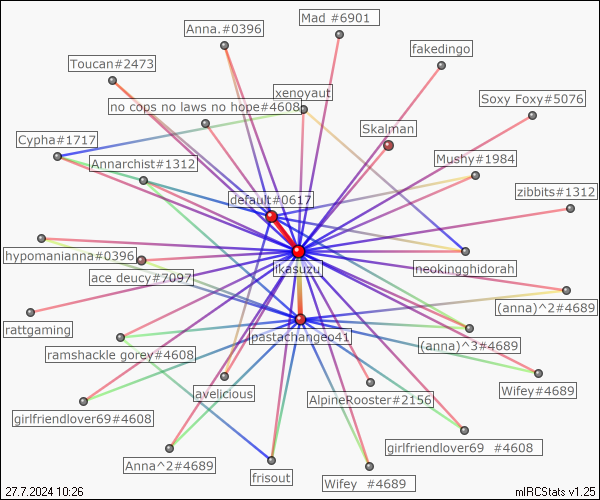 Mad #6901
Anna.#0396
fakedingo
Toucan#2473
xenoyaut
no cops no laws no hope#4608
Soxy Foxy#5076
Skalman
Cypha#1717
Mushy#1984
Annarchist#1312
zibbits#1312
default#0617
hypomanianna#0396
ikasuzu
neokingghidorah
ace deucy#7097
(anna)^2#4689
rattgaming
pastachangeo41
(anna)^3#4689
ramshackle gorey#4608
avelicious
Wifey#4689
AlpineRooster#2156
girlfriendlover69#4608
girlfriendlover69 #4608
Anna^2#4689
frisout
Wifey #4689
27.7.2024 10:26
mIRCStats v1.25